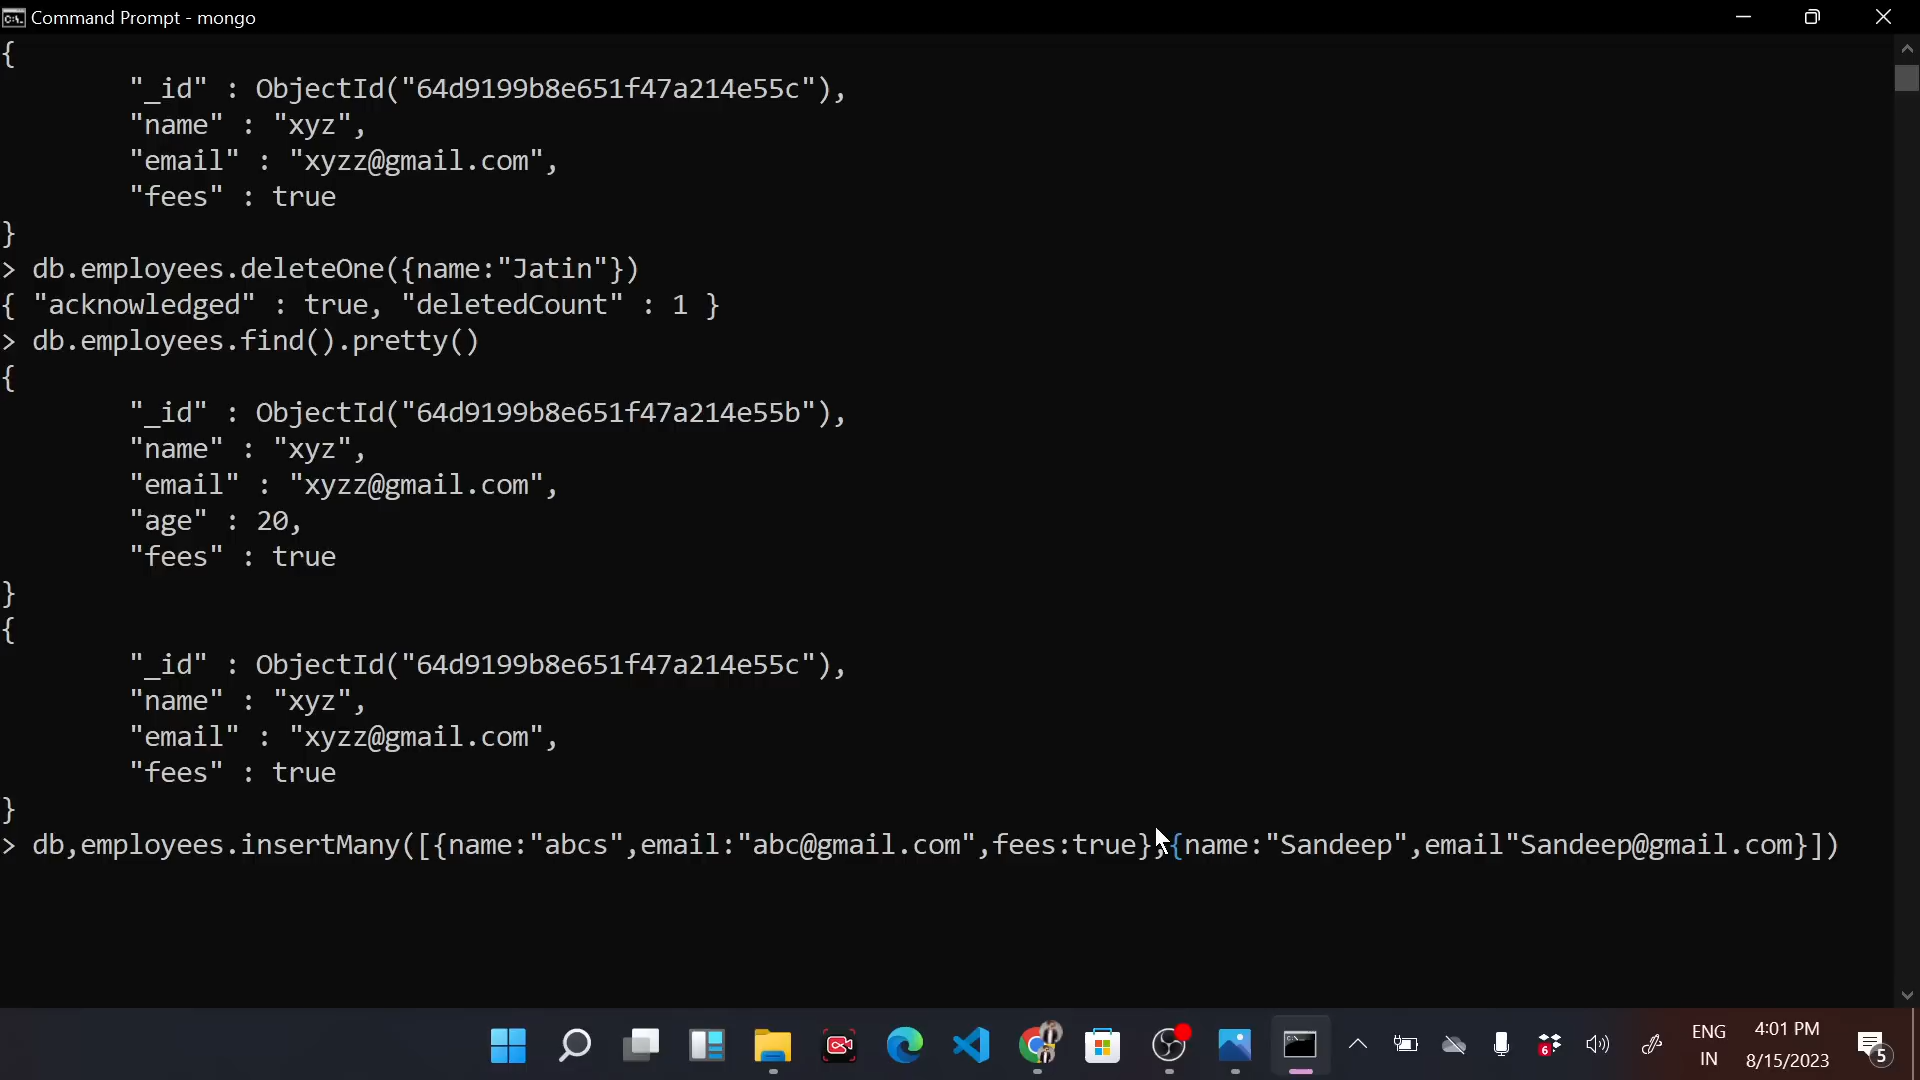 Command Prompt - mongo
{
"_id" : ObjectId("64d9199b8e651f47a214e55c"),
"name" : "xyz",
"email" : "xyzz@gmail.com",
"fees" : true
}
> db.employees.deleteOne({name:"Jatin"})
{ "acknowledged" : true, "deletedCount" : 1 }
> db.employees.find().pretty()
{
"_id" : ObjectId("64d9199b8e651f47a214e55b"),
"name" : "xyz",
"email" : "xyzz@gmail.com",
"age" : 20,
"fees" : true
}
{
"_id" : ObjectId("64d9199b8e651f47a214e55c"),
"name" : "xyz",
"email" : "xyzz@gmail.com",
"fees" : true
}
> db,employees.insertMany([{name:"abcs",email:"abc@gmail.com",fees:true},{name:"Sandeep",email"Sandeep@gmail.com}])
ENG
IN
4:01 PM
8/15/2023
6
5